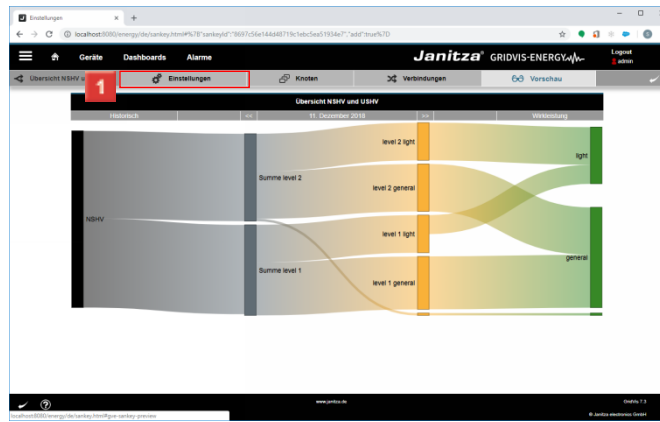 Einstellungen
localhost:8080/energy/de/sankey.html#%7B"sankeyId":"8697c56e144d48719c1ebc5ea51934e7","add":true%7D
Geräte Dashboards Alarme
Janitza® GRIDVIS-ENERGY
Logout
admin
Übersicht NSHV u
1
Einstellungen
Knoten
Verbindungen
Vorschau
Übersicht NSHV und USHV
Historisch << 11. Dezember 2018 >> Wirkleistung
level 2 light
light
Summe level 2
level 2 general
NSHV
level 1 light
general
Summe level 1
level 1 general
www.janitza.de
GridVis 7.3
localhost:8080/energy/de/sankey.html#gve-sankey-preview
© Janitza electronics GmbH